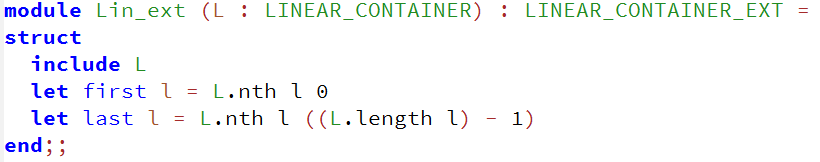 module Lin_ext (L : LINEAR_CONTAINER) : LINEAR_CONTAINER_EXT =
struct
  include L
  let first l = L.nth l 0
  let last l = L.nth l ((L.length l) - 1)
end;;